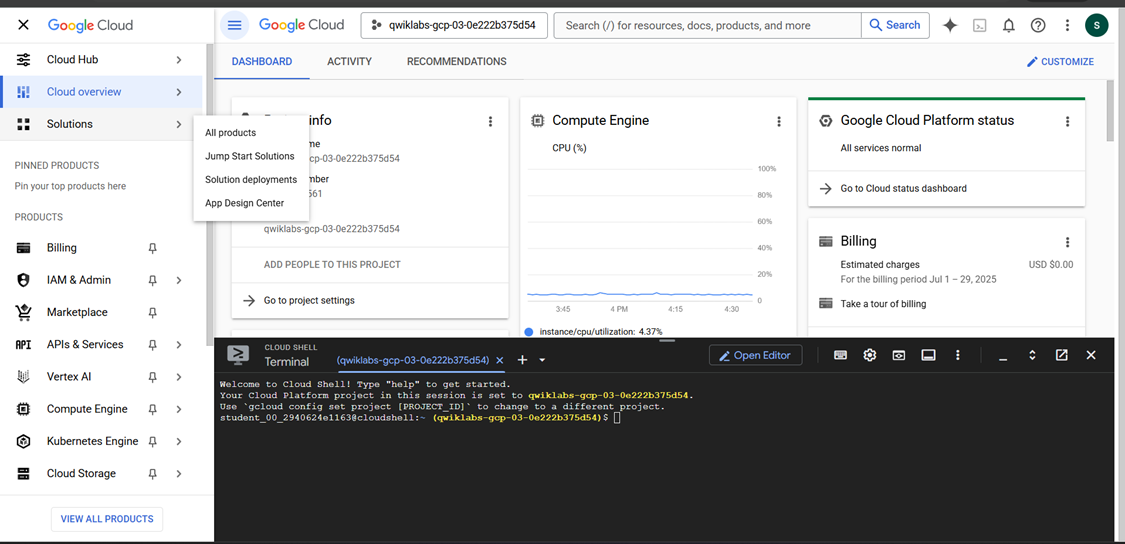 Google Cloud
Cloud Hub
Cloud overview
Solutions
PINNED PRODUCTS
Pin your top products here
PRODUCTS
Billing
IAM & Admin
Marketplace
APIs & Services
Vertex AI
Compute Engine
Kubernetes Engine
Cloud Storage
VIEW ALL PRODUCTS
All products
Jump Start Solutions
Solution deployments
App Design Center
Google Cloud
qwiklabs-gcp-03-0e222b375d54
Search (/) for resources, docs, products, and more
Search
S
DASHBOARD
ACTIVITY
RECOMMENDATIONS
CUSTOMIZE
info
me
cp-03-0e222b375d54
mber
561
qwiklabs-gcp-03-0e222b375d54
ADD PEOPLE TO THIS PROJECT
Go to project settings
Compute Engine
CPU (%)
100%
80%
60%
40%
20%
0
3:45
4 PM
4:15
4:30
instance/cpu/utilization: 4.37%
Google Cloud Platform status
All services normal
Go to Cloud status dashboard
Billing
Estimated charges USD $0.00
For the billing period Jul 1 – 29, 2025
Take a tour of billing
CLOUD SHELL
Terminal
(qwiklabs-gcp-03-0e222b375d54)
Open Editor
Welcome to Cloud Shell! Type "help" to get started.
Your Cloud Platform project in this session is set to qwiklabs-gcp-03-0e222b375d54.
Use `gcloud config set project [PROJECT_ID]` to change to a different project.
student_00_2940624e1163@cloudshell:~ (qwiklabs-gcp-03-0e222b375d54)$